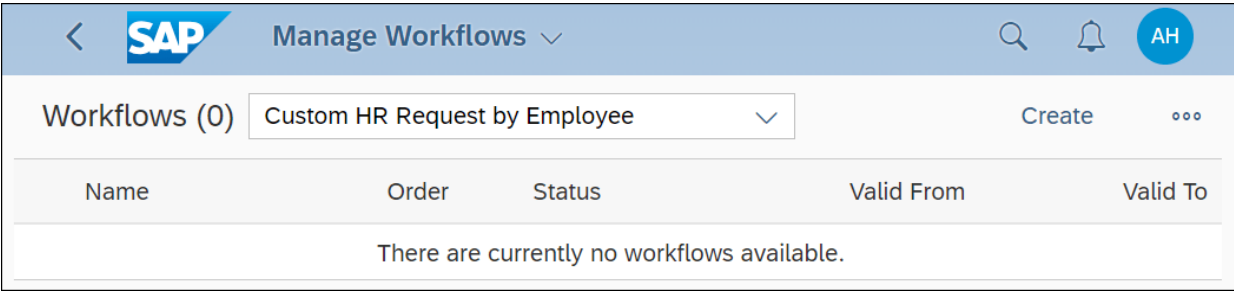 SAP Manage Workflows AH
Workflows (0) Custom HR Request by Employee Create
Name Order Status Valid From Valid To
There are currently no workflows available.